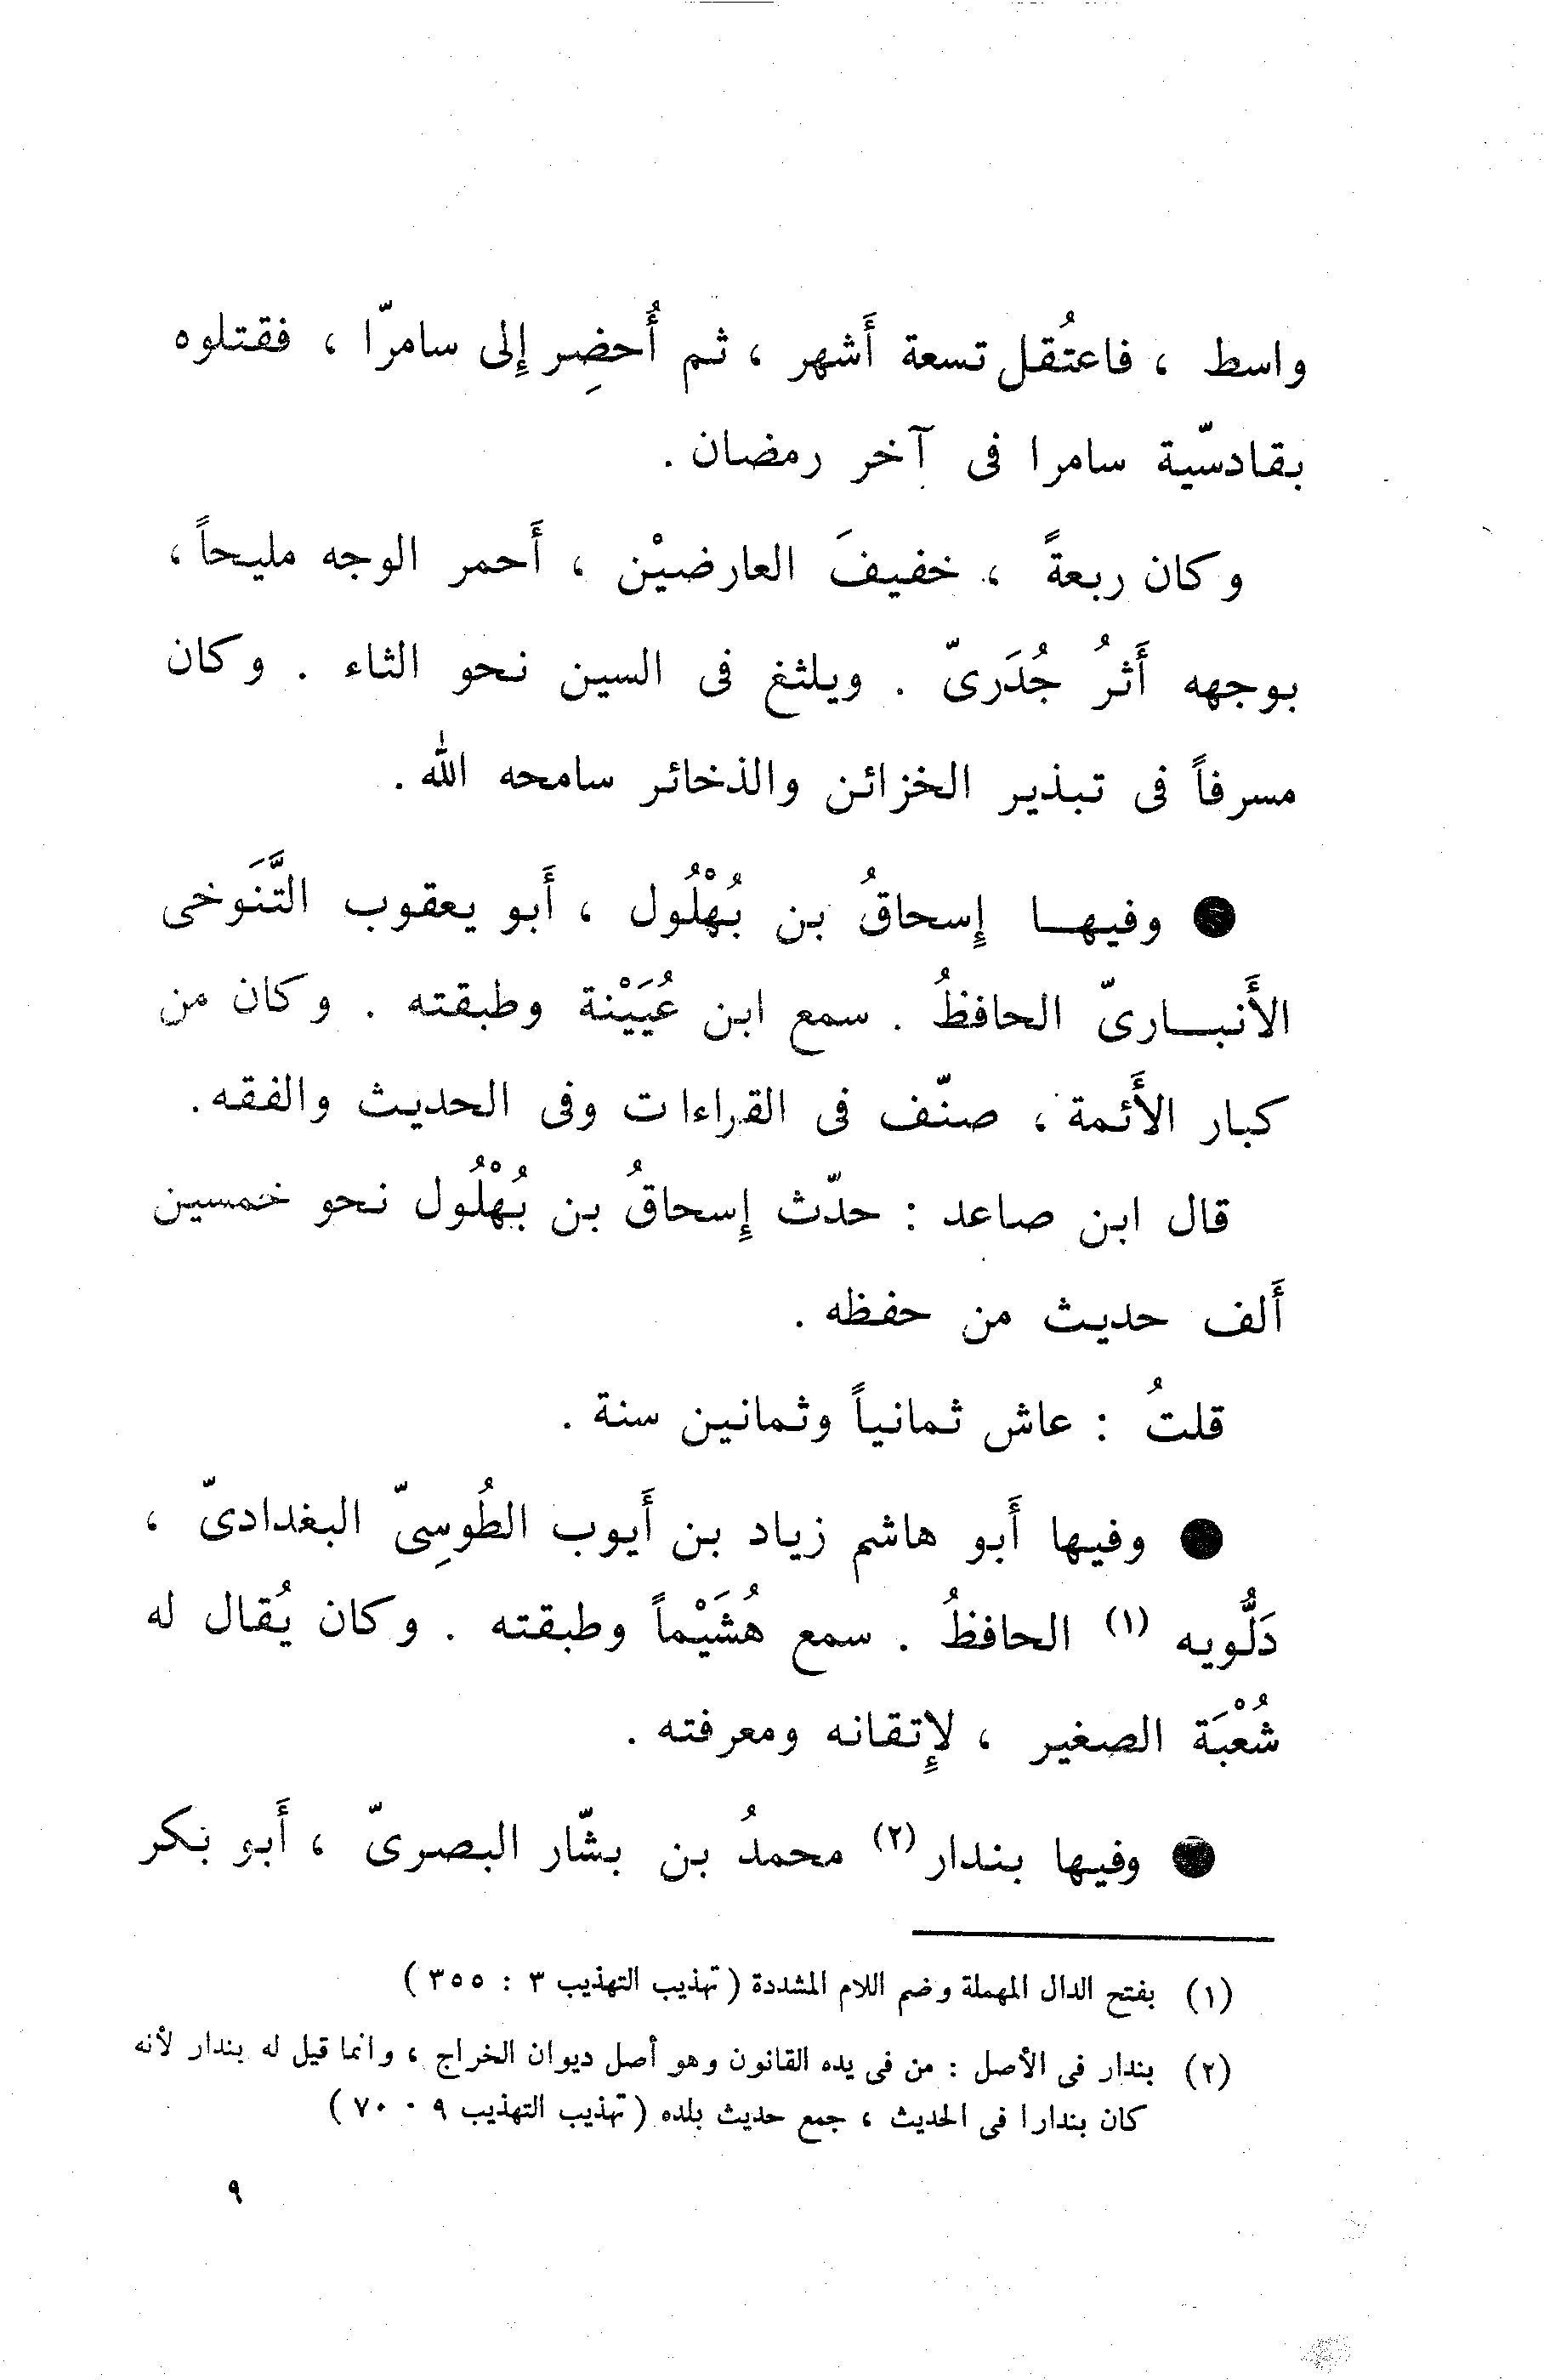 واسط ، فاعتُقل تسعة أَشهر ، ثم أُحضِر إِلى سامرّا ، فقتلوه
بقادسّية سامرا فى آخر رمضان .
وكان ربعةً ، خفيفَ العارضيْن ، أَحمر الوجه مليحاً ،
بوجهه أَثرُ جُدَرىّ . ويلثغ فى السين نحو الثاء . وكان
مسرفاً فى تبذير الخزائن والذخائر سامحه الله .
● وفيهــا إِسحاقُ بن بُهْلُول ، أَبو يعقوب التَّنَوخى
الأَنبــارىّ الحافظُ . سمع ابن عُيَيْنة وطبقته . وكان من
كبار الأَئمة ، صنّف فى القراءات وفى الحديث والفقه .
قال ابن صاعد : حدّث إِسحاقُ بن بُهْلُول نحو خمسين
أَلف حديث من حفظه .
قلتُ : عاش ثمانياً وثمانين سنة .
● وفيها أَبو هاشم زياد بن أَيوب الطُوسِىّ البغدادىّ ،
دَلُّويه (١) الحافظُ . سمع هُشَيْماً وطبقته . وكان يُقال له
شُعْبَة الصغير ، لإِتقانه ومعرفته .
● وفيها بندار (٢) محمدُ بن بشّار البصرىّ ، أَبو بكر
(١) بفتح الدال المهملة وضم اللام المشددة ( تهذيب التهذيب ٣ : ٣٥٥ )
(٢) بندار فى الأصل : من فى يده القانون وهو أصل ديوان الخراج ، وانما قيل له بندار لأنه
كان بندارا فى الحديث ، جمع حديث بلده ( تهذيب التهذيب ٩ · ٧٠ )
٩